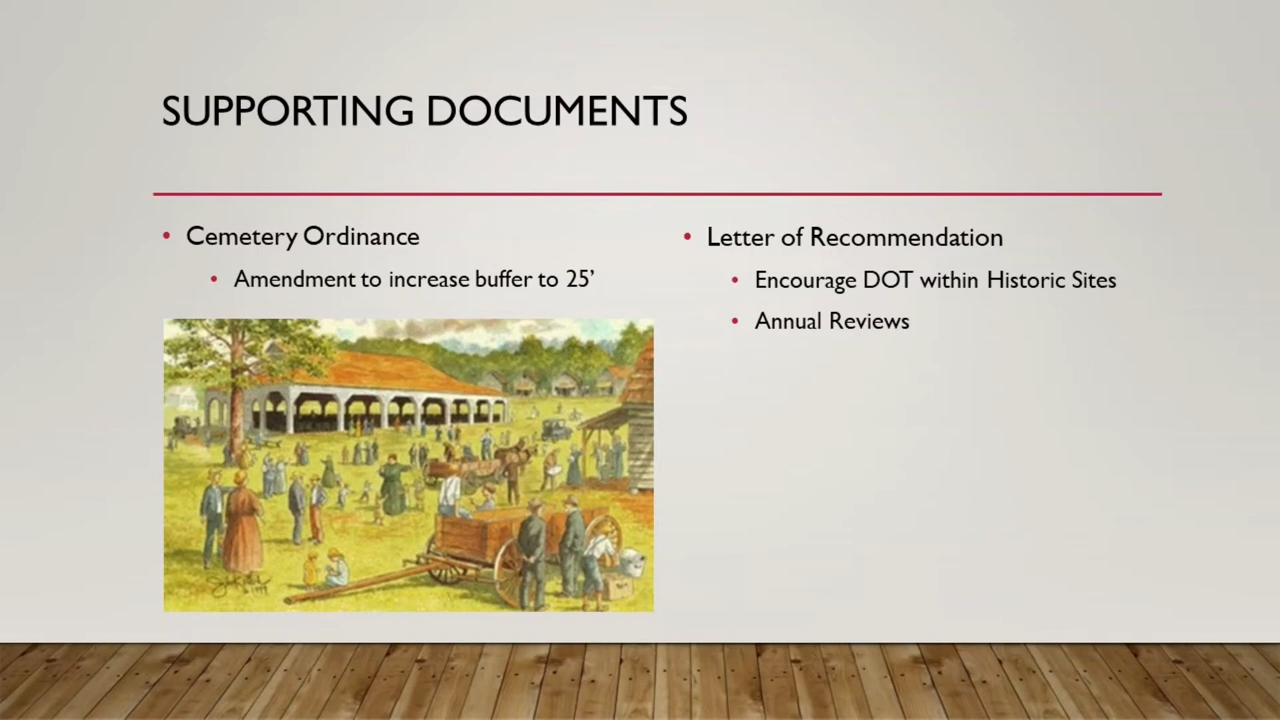 SUPPORTING DOCUMENTS
• Cemetery Ordinance
• Amendment to increase buffer to 25’
• Letter of Recommendation
• Encourage DOT within Historic Sites
• Annual Reviews